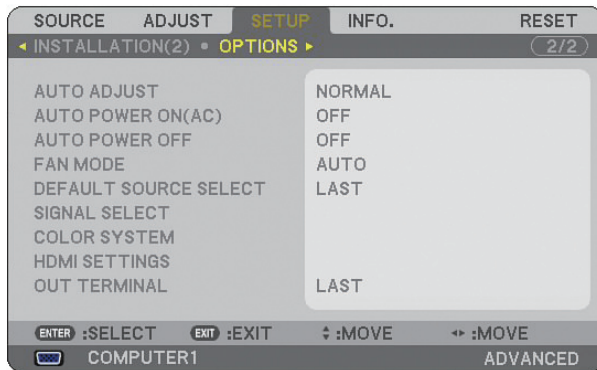 SOURCE ADJUST SETUP INFO. RESET
◂ INSTALLATION(2) • OPTIONS ▸ 2/2
AUTO ADJUST NORMAL
AUTO POWER ON(AC) OFF
AUTO POWER OFF OFF
FAN MODE AUTO
DEFAULT SOURCE SELECT LAST
SIGNAL SELECT
COLOR SYSTEM
HDMI SETTINGS
OUT TERMINAL LAST
ENTER :SELECT EXIT :EXIT :MOVE :MOVE
COMPUTER1 ADVANCED